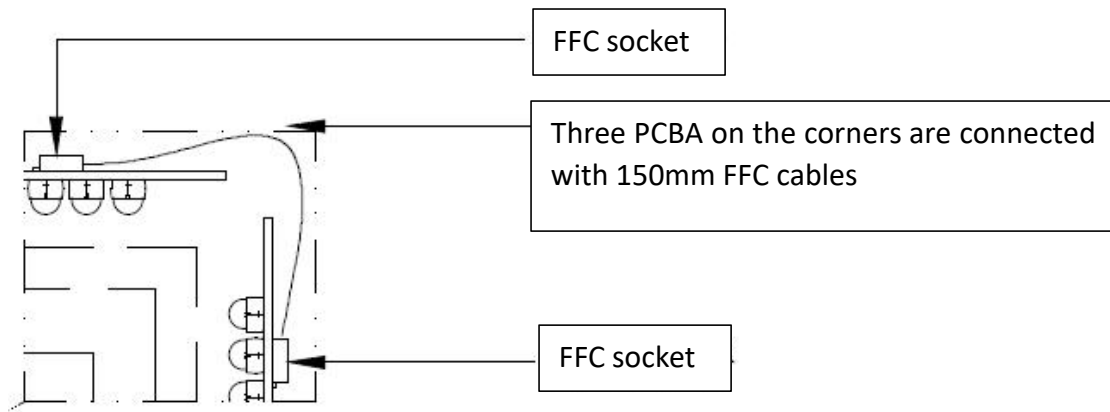 FFC socket
Three PCBA on the corners are connected
with 150mm FFC cables
FFC socket